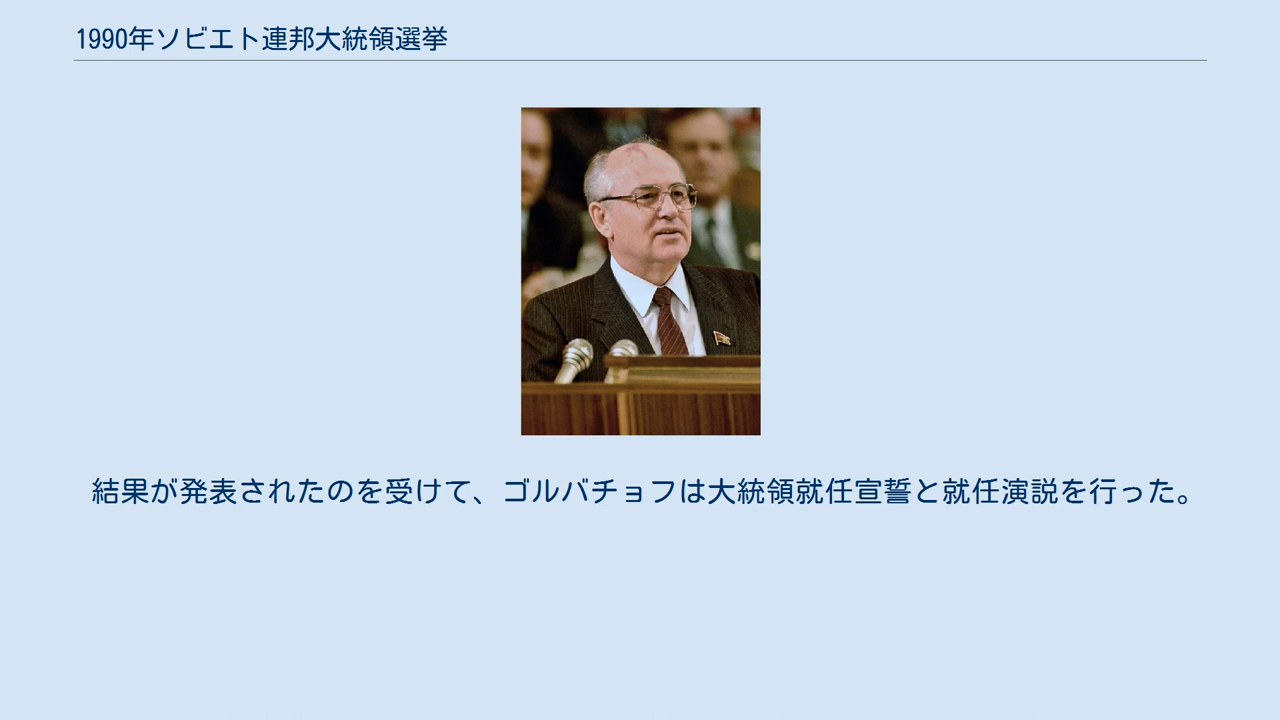 1990年ソビエト連邦大統領選挙
結果が発表されたのを受けて、ゴルバチョフは大統領就任宣誓と就任演説を行った。